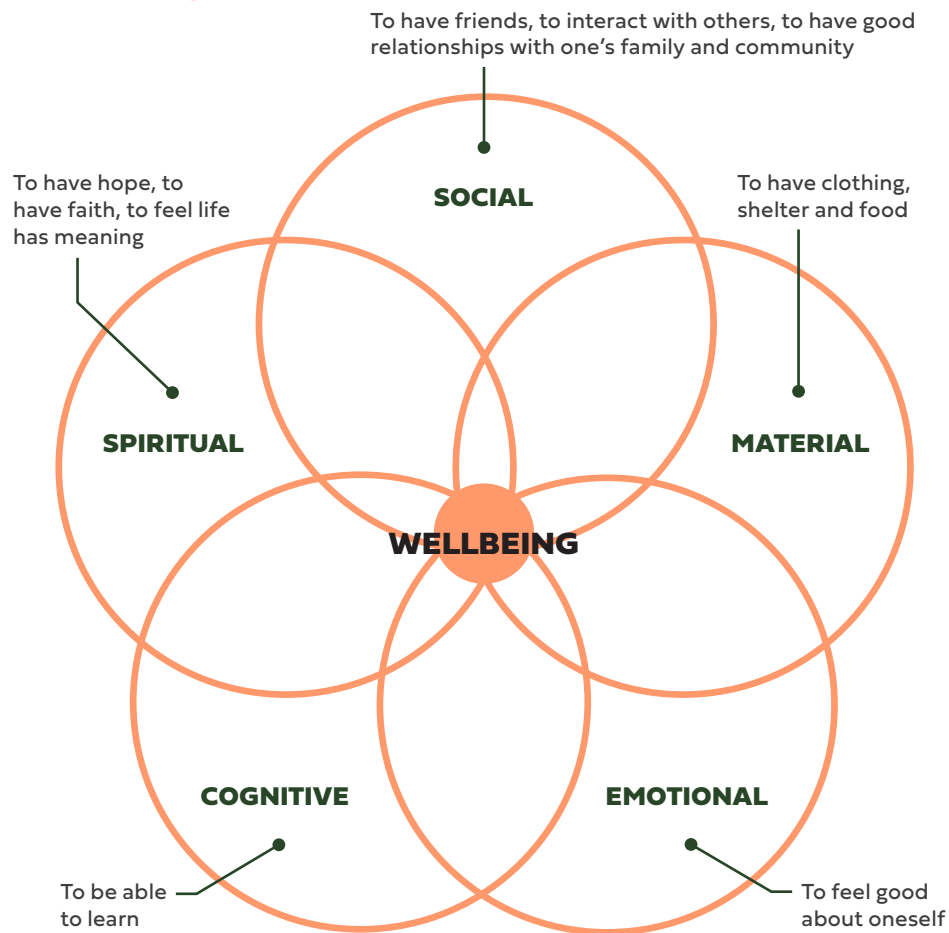 To have friends, to interact with others, to have good
relationships with one’s family and community
SOCIAL
To have hope, to
have faith, to feel life
has meaning
To have clothing,
shelter and food
SPIRITUAL
MATERIAL
WELLBEING
COGNITIVE
EMOTIONAL
To be able
to learn
To feel good
about oneself